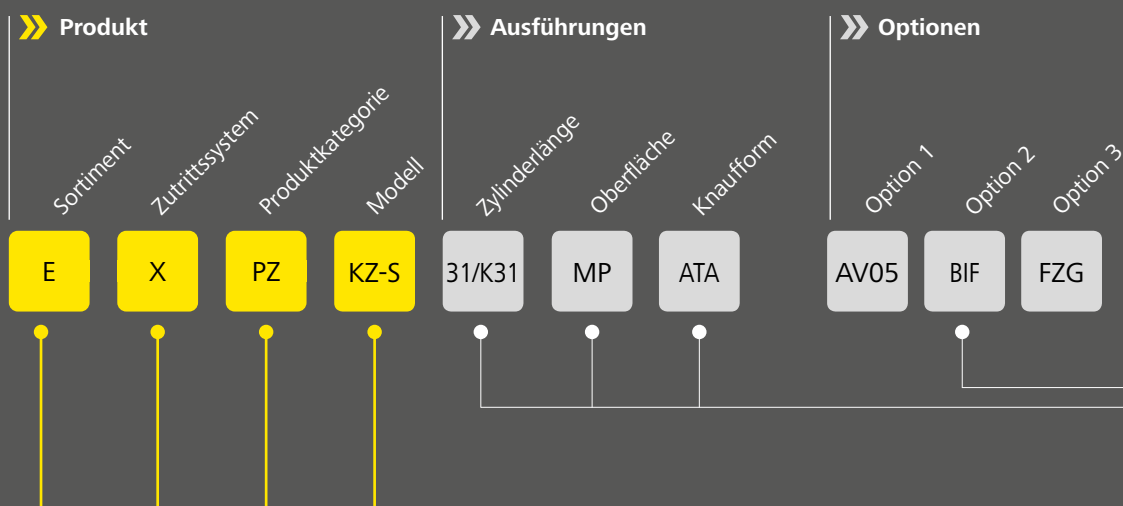 Produkt
Ausführungen
Optionen
Sortiment
Zutrittssystem
Produktkategorie
Modell
Zylinderlänge
Oberfläche
Knaufform
Option 1
Option 2
Option 3
E
X
PZ
KZ-S
31/K31
MP
ATA
AV05
BIF
FZG